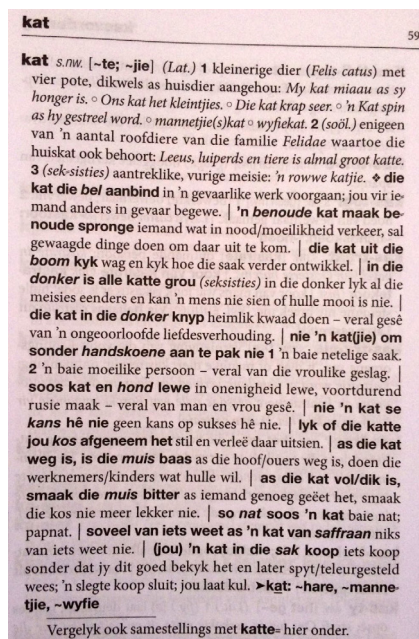 kat
59
kat s.nw. [~te; ~jie] (Lat.) 1 kleinerige dier (Felis catus) met
vier pote, dikwels as huisdier aangehou: My kat miaau as sy
honger is. ◦ Ons kat het kleintjies. ◦ Die kat krap seer. ◦ 'n Kat spin
as hy gestreel word. ◦ mannetjie(s)kat ◦ wyfiekat. 2 (soöl.) enigeen
van 'n aantal roofdiere van die familie Felidae waartoe die
huiskat ook behoort: Leeus, luiperds en tiere is almal groot katte.
3 (sek-sisties) aantreklike, vurige meisie: 'n rowwe katjie. ❖ die
kat die bel aanbind in 'n gevaarlike werk voorgaan; jou vir ie-
mand anders in gevaar begewe. | 'n benoude kat maak be-
noude spronge iemand wat in nood/moeilikheid verkeer, sal
gewaagde dinge doen om daar uit te kom. | die kat uit die
boom kyk wag en kyk hoe die saak verder ontwikkel. | in die
donker is alle katte grou (seksisties) in die donker lyk al die
meisies eenders en kan 'n mens nie sien of hulle mooi is nie. |
die kat in die donker knyp heimlik kwaad doen – veral gesê
van 'n ongeoorloofde liefdesverhouding. | nie 'n kat(jie) om
sonder handskoene aan te pak nie 1 'n baie netelige saak.
2 'n baie moeilike persoon – veral van die vroulike geslag. |
soos kat en hond lewe in onenigheid lewe, voortdurend
rusie maak – veral van man en vrou gesê. | nie 'n kat se
kans hê nie geen kans op sukses hê nie. | lyk of die katte
jou kos afgeneem het stil en verleë daar uitsien. | as die kat
weg is, is die muis baas as die hoof/ouers weg is, doen die
werknemers/kinders wat hulle wil. | as die kat vol/dik is,
smaak die muis bitter as iemand genoeg geëet het, smaak
die kos nie meer lekker nie. | so nat soos 'n kat baie nat;
papnat. | soveel van iets weet as 'n kat van saffraan niks
van iets weet nie. | (jou) 'n kat in die sak koop iets koop
sonder dat jy dit goed bekyk het en later spyt/teleurgesteld
wees; 'n slegte koop sluit; jou laat kul. ➤kat: ~hare, ~manne-
tjie, ~wyfie
Vergelyk ook samestellings met katte= hier onder.